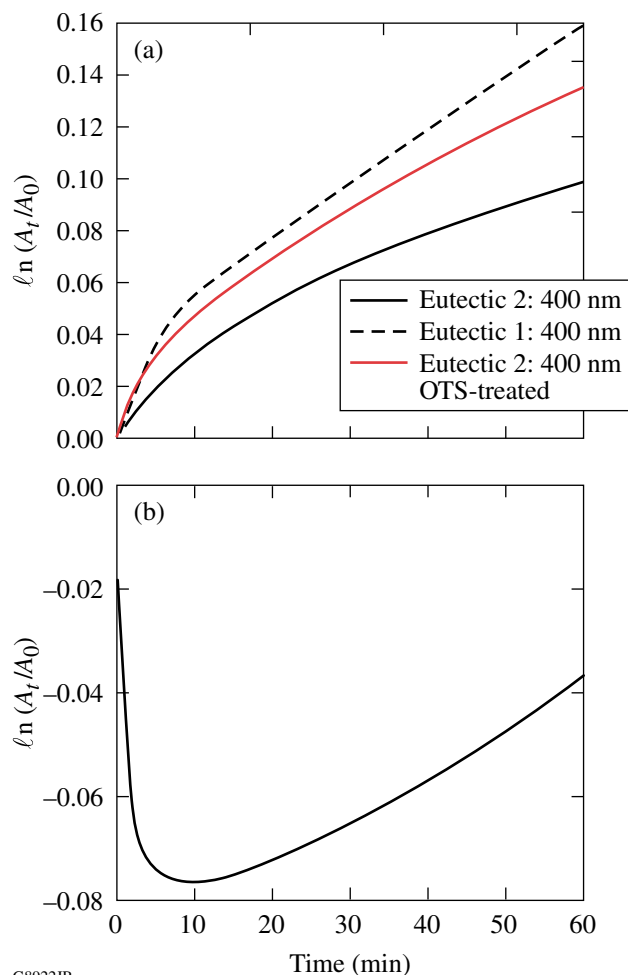 (a)
0.16
0.14
0.12
0.10
0.08
0.06
0.04
0.02
0.00
ℓn (At/A0)
Eutectic 2: 400 nm
Eutectic 1: 400 nm
Eutectic 2: 400 nm
OTS-treated
(b)
0.00
–0.02
–0.04
–0.06
–0.08
ℓn (At/A0)
0 10 20 30 40 50 60
Time (min)